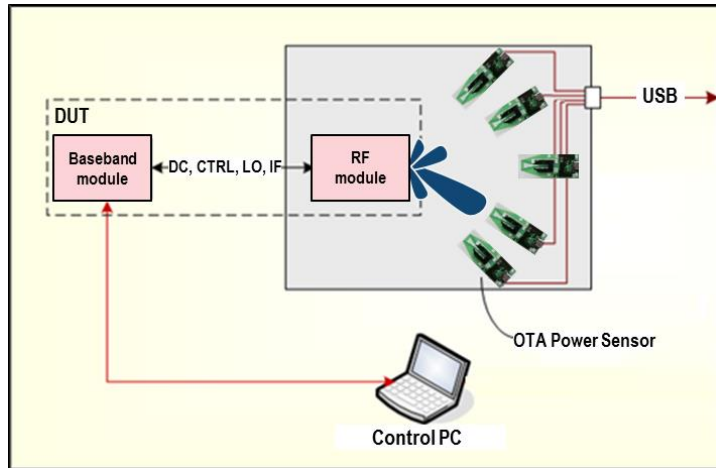 DUT
Baseband
module
DC, CTRL, LO, IF
RF
module
USB
OTA Power Sensor
Control PC